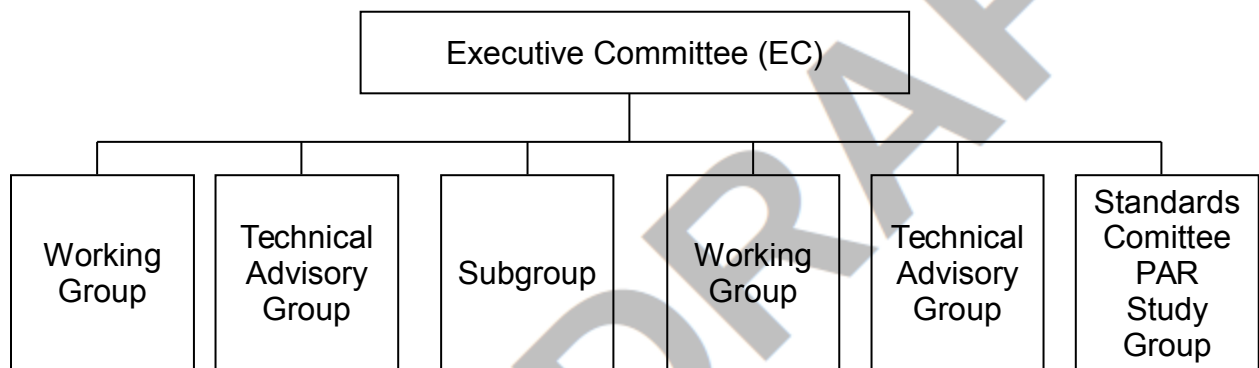 Executive Committee (EC)
Working
Group
Technical
Advisory
Group
Subgroup
Working
Group
Technical
Advisory
Group
Standards
Comittee
PAR
Study
Group